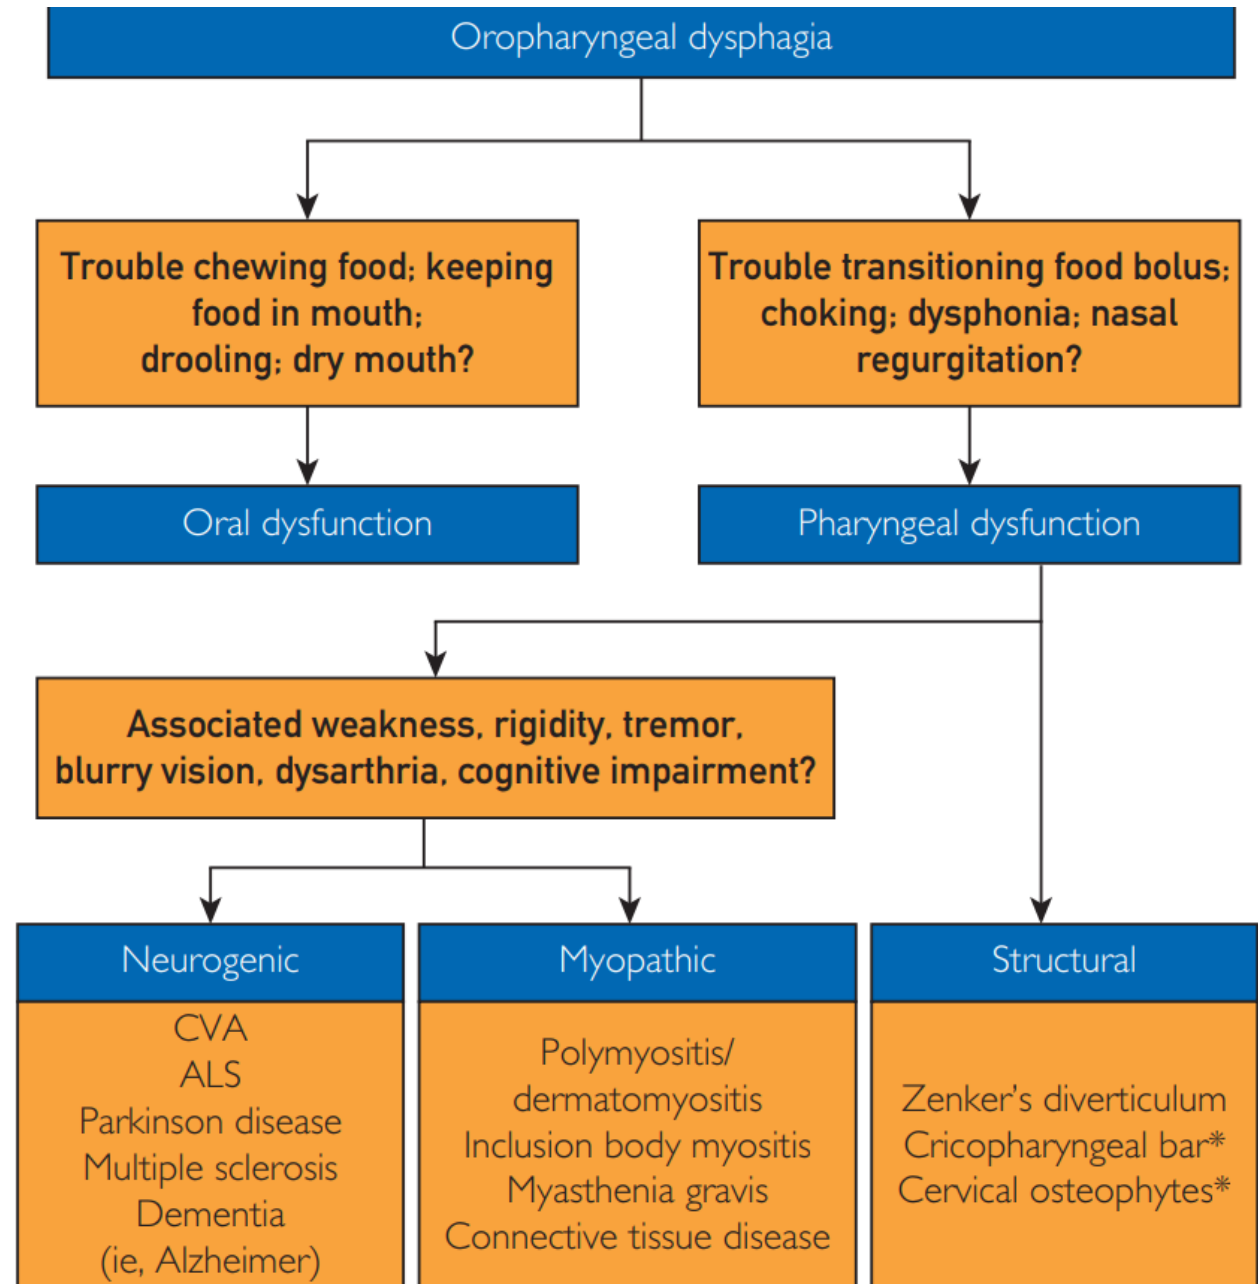 Oropharyngeal dysphagia
Trouble chewing food; keeping
food in mouth;
drooling; dry mouth?
Trouble transitioning food bolus;
choking; dysphonia; nasal
regurgitation?
Oral dysfunction
Pharyngeal dysfunction
Associated weakness, rigidity, tremor,
blurry vision, dysarthria, cognitive impairment?
Neurogenic
CVA
ALS
Parkinson disease
Multiple sclerosis
Dementia
(ie, Alzheimer)
Myopathic
Polymyositis/
dermatomyositis
Inclusion body myositis
Myasthenia gravis
Connective tissue disease
Structural
Zenker's diverticulum
Cricopharyngeal bar*
Cervical osteophytes*